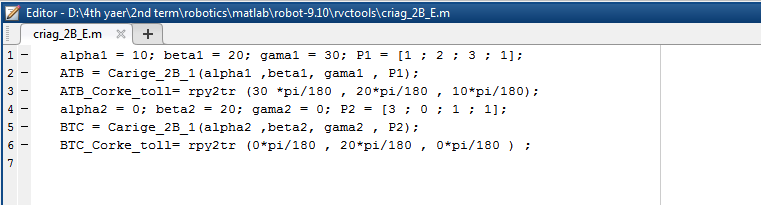 Editor - D:\4th yaer\2nd term\robotics\matlab\robot-9.10\rvctools\criag_2B_E.m
criag_2B_E.m × +
1 - alpha1 = 10; beta1 = 20; gama1 = 30; P1 = [1 ; 2 ; 3 ; 1];
2 - ATB = Carige_2B_1(alpha1 ,beta1, gama1 , P1);
3 - ATB_Corke_toll= rpy2tr (30 *pi/180 , 20*pi/180 , 10*pi/180);
4 - alpha2 = 0; beta2 = 20; gama2 = 0; P2 = [3 ; 0 ; 1 ; 1];
5 - BTC = Carige_2B_1(alpha2 ,beta2, gama2 , P2);
6 - BTC_Corke_toll= rpy2tr (0*pi/180 , 20*pi/180 , 0*pi/180 ) ;
7